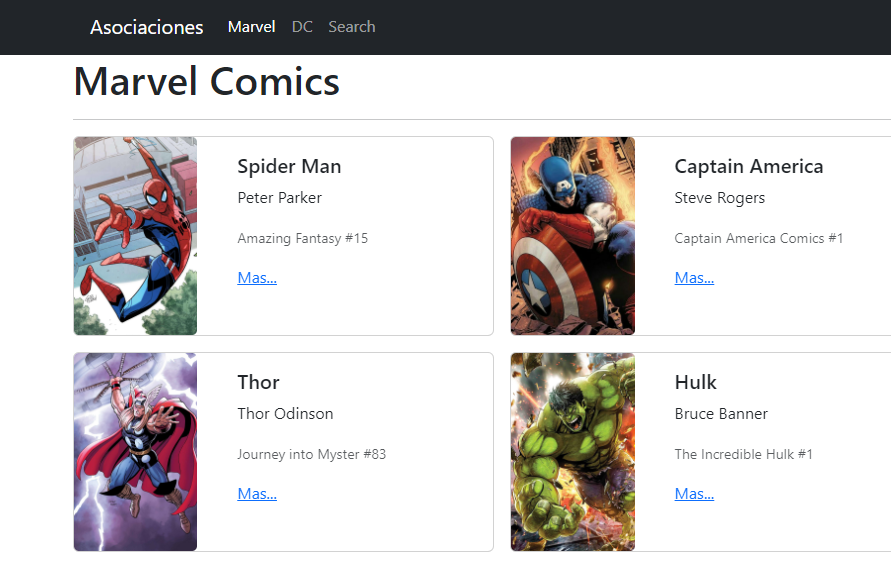 Asociaciones Marvel DC Search
Marvel Comics
Spider Man
Peter Parker
Amazing Fantasy #15
Mas...
Captain America
Steve Rogers
Captain America Comics #1
Mas...
Thor
Thor Odinson
Journey into Myster #83
Mas...
Hulk
Bruce Banner
The Incredible Hulk #1
Mas...